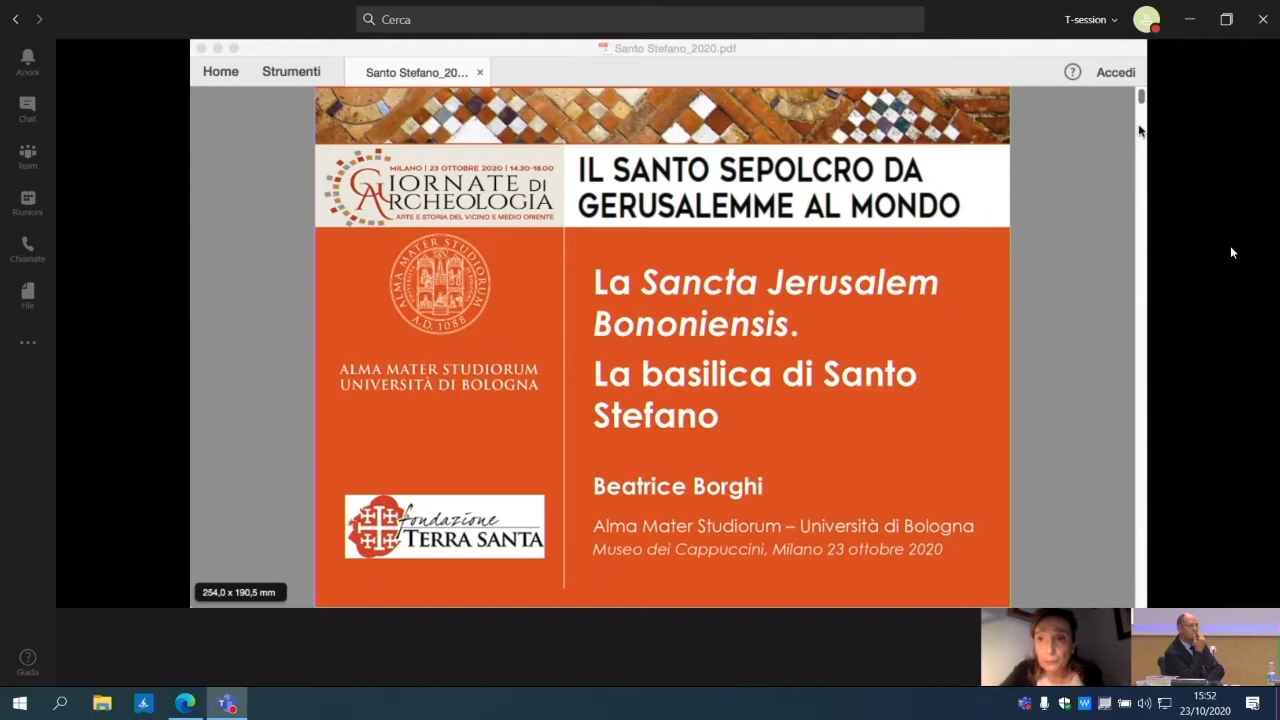 Cerca
T-session
Santo Stefano_2020.pdf
Home
Strumenti
Santo Stefano_20...
Accedi
Chat
Team
Riunioni
Chiamate
File
Guida
MILANO | 23 OTTOBRE 2020 | 14.30-18.00
GIORNATE DI
ARCHEOLOGIA
ARTE E STORIA DEL VICINO E MEDIO ORIENTE
IL SANTO SEPOLCRO DA
GERUSALEMME AL MONDO
ALMA MATER STUDIORUM
A.D. 1088
ALMA MATER STUDIORUM
UNIVERSITÀ DI BOLOGNA
La Sancta Jerusalem
Bononiensis.
La basilica di Santo
Stefano
Beatrice Borghi
Alma Mater Studiorum – Università di Bologna
Museo dei Cappuccini, Milano 23 ottobre 2020
fondazione
TERRA SANTA
254,0 x 190,5 mm
15:52
23/10/2020